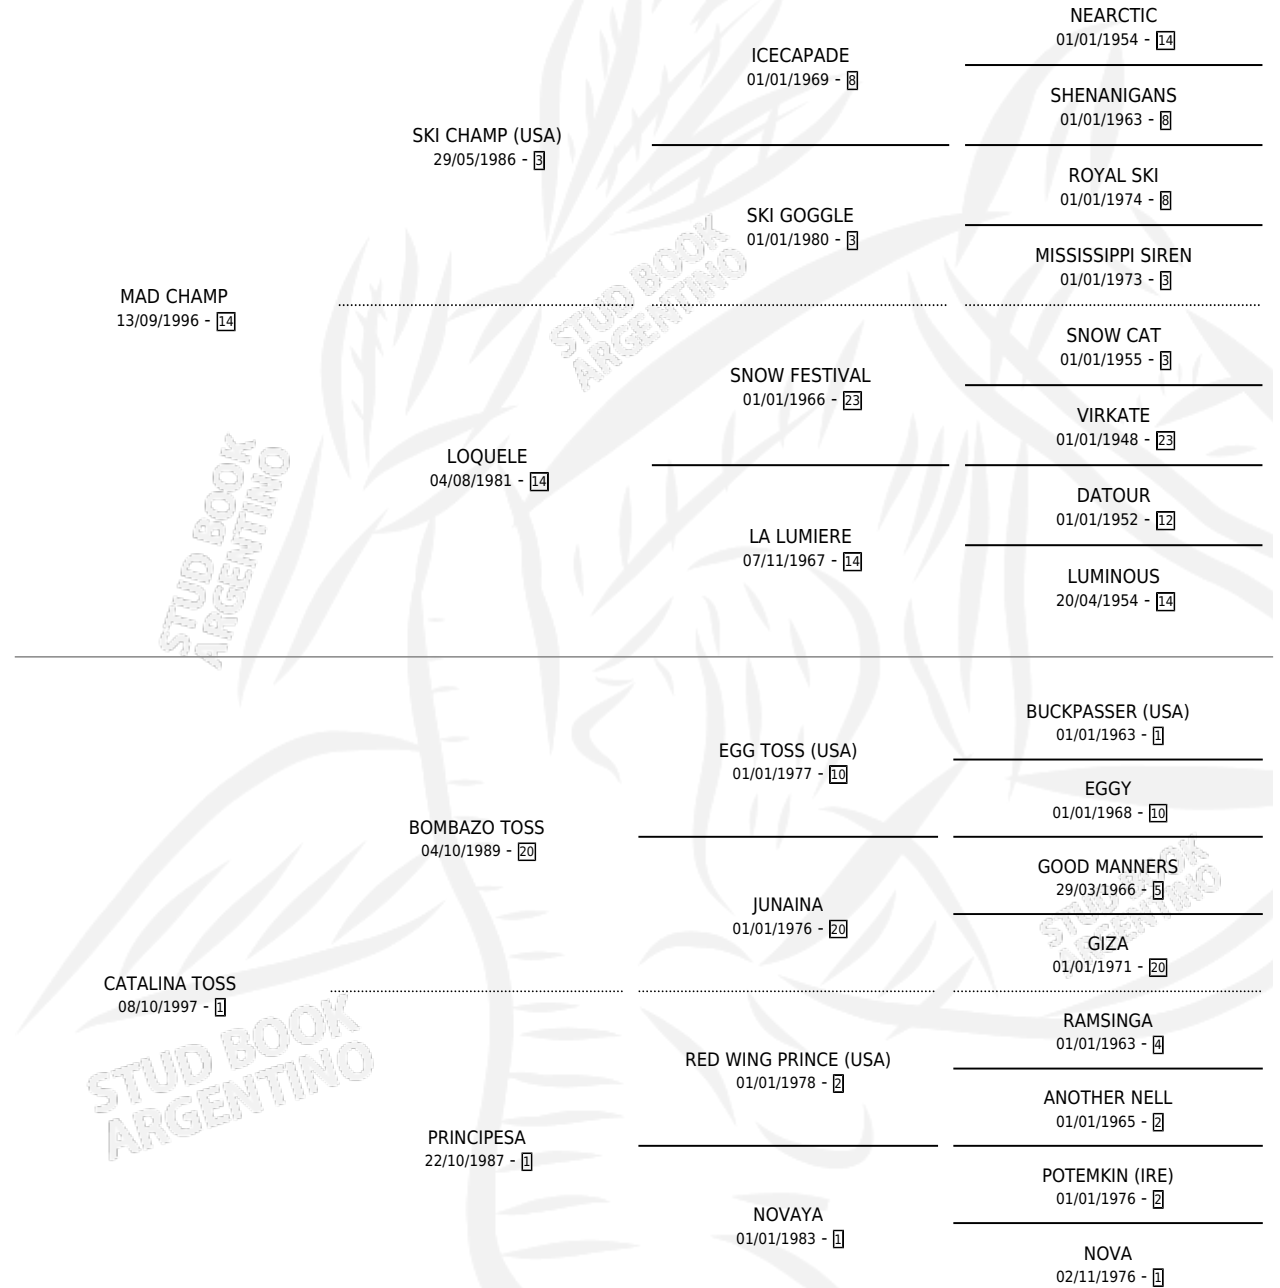 NEARCTIC
01/01/1954 - 14
ICECAPADE
01/01/1969 - 8
SHENANIGANS
01/01/1963 - 8
SKI CHAMP (USA)
29/05/1986 - 3
ROYAL SKI
01/01/1974 - 8
SKI GOGGLE
01/01/1980 - 3
MISSISSIPPI SIREN
01/01/1973 - 3
MAD CHAMP
13/09/1996 - 14
SNOW CAT
01/01/1955 - 3
SNOW FESTIVAL
01/01/1966 - 23
VIRKATE
01/01/1948 - 23
LOQUELE
04/08/1981 - 14
DATOUR
01/01/1952 - 12
LA LUMIERE
07/11/1967 - 14
LUMINOUS
20/04/1954 - 14
BUCKPASSER (USA)
01/01/1963 - 1
EGG TOSS (USA)
01/01/1977 - 10
EGGY
01/01/1968 - 10
BOMBAZO TOSS
04/10/1989 - 20
GOOD MANNERS
29/03/1966 - 5
JUNAINA
01/01/1976 - 20
GIZA
01/01/1971 - 20
CATALINA TOSS
08/10/1997 - 1
RAMSINGA
01/01/1963 - 4
RED WING PRINCE (USA)
01/01/1978 - 2
ANOTHER NELL
01/01/1965 - 2
PRINCIPESA
22/10/1987 - 1
POTEMKIN (IRE)
01/01/1976 - 2
NOVAYA
01/01/1983 - 1
NOVA
02/11/1976 - 1
STUD BOOK
ARGENTINO
STUD BOOK
ARGENTINO
STUD BOOK
ARGENTINO
STUD BOOK
ARGENTINO